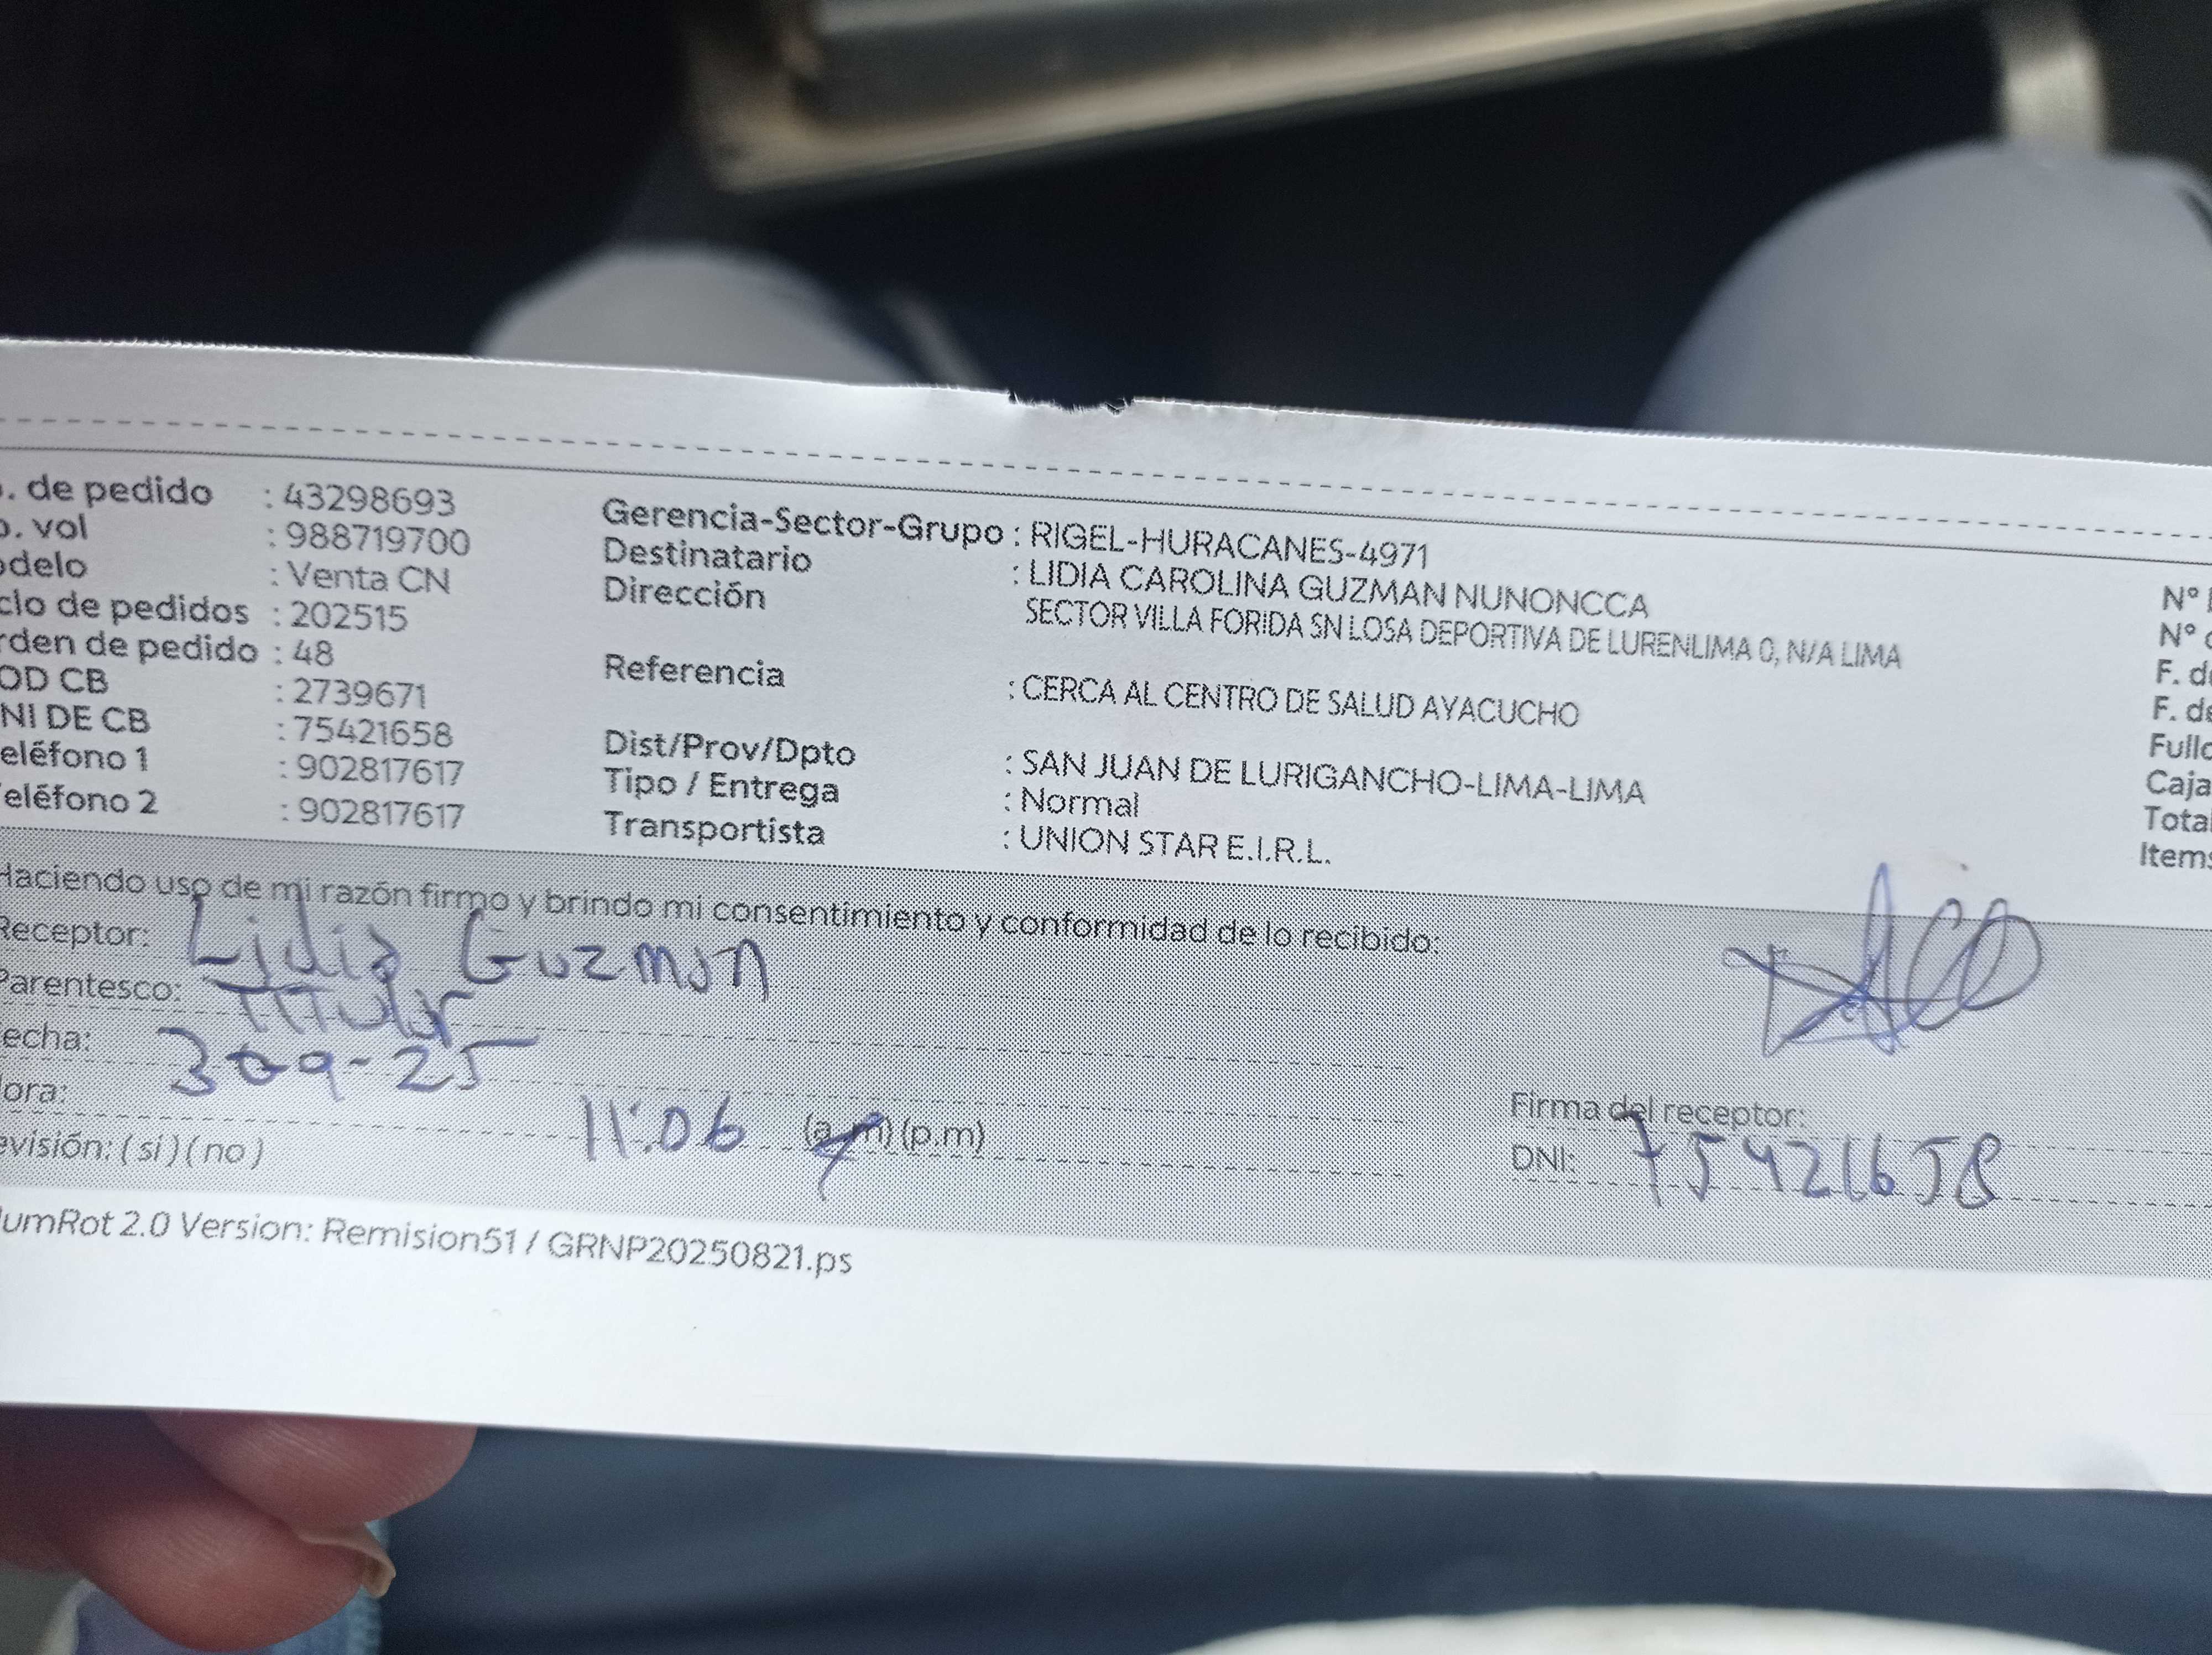 . de pedido : 43298693
o. vol : 988719700
odelo : Venta CN
clo de pedidos : 202515
rden de pedido : 48
OD CB : 2739671
NI DE CB : 75421658
eléfono 1 : 902817617
eléfono 2 : 902817617
Gerencia-Sector-Grupo : RIGEL-HURACANES-4971
Destinatario : LIDIA CAROLINA GUZMAN NUNONCCA
Dirección SECTOR VILLA FORIDA SN LOSA DEPORTIVA DE LURENLIMA 0, N/A LIMA
Referencia : CERCA AL CENTRO DE SALUD AYACUCHO
Dist/Prov/Dpto : SAN JUAN DE LURIGANCHO-LIMA-LIMA
Tipo / Entrega : Normal
Transportista : UNION STAR E.I.R.L.
N°
N°
F. d
F. de
Fullc
Caja
Total
Items
Haciendo uso de mi razón firmo y brindo mi consentimiento y conformidad de lo recibido:
Receptor: Lidia Guzman
Parentesco: Titular
echa: 309-25
ora: 11:06 (a.m) (p.m)
evisión: ( si ) ( no )
Firma del receptor:
DNI: 75421658
umRot 2.0 Version: Remision51 / GRNP20250821.ps